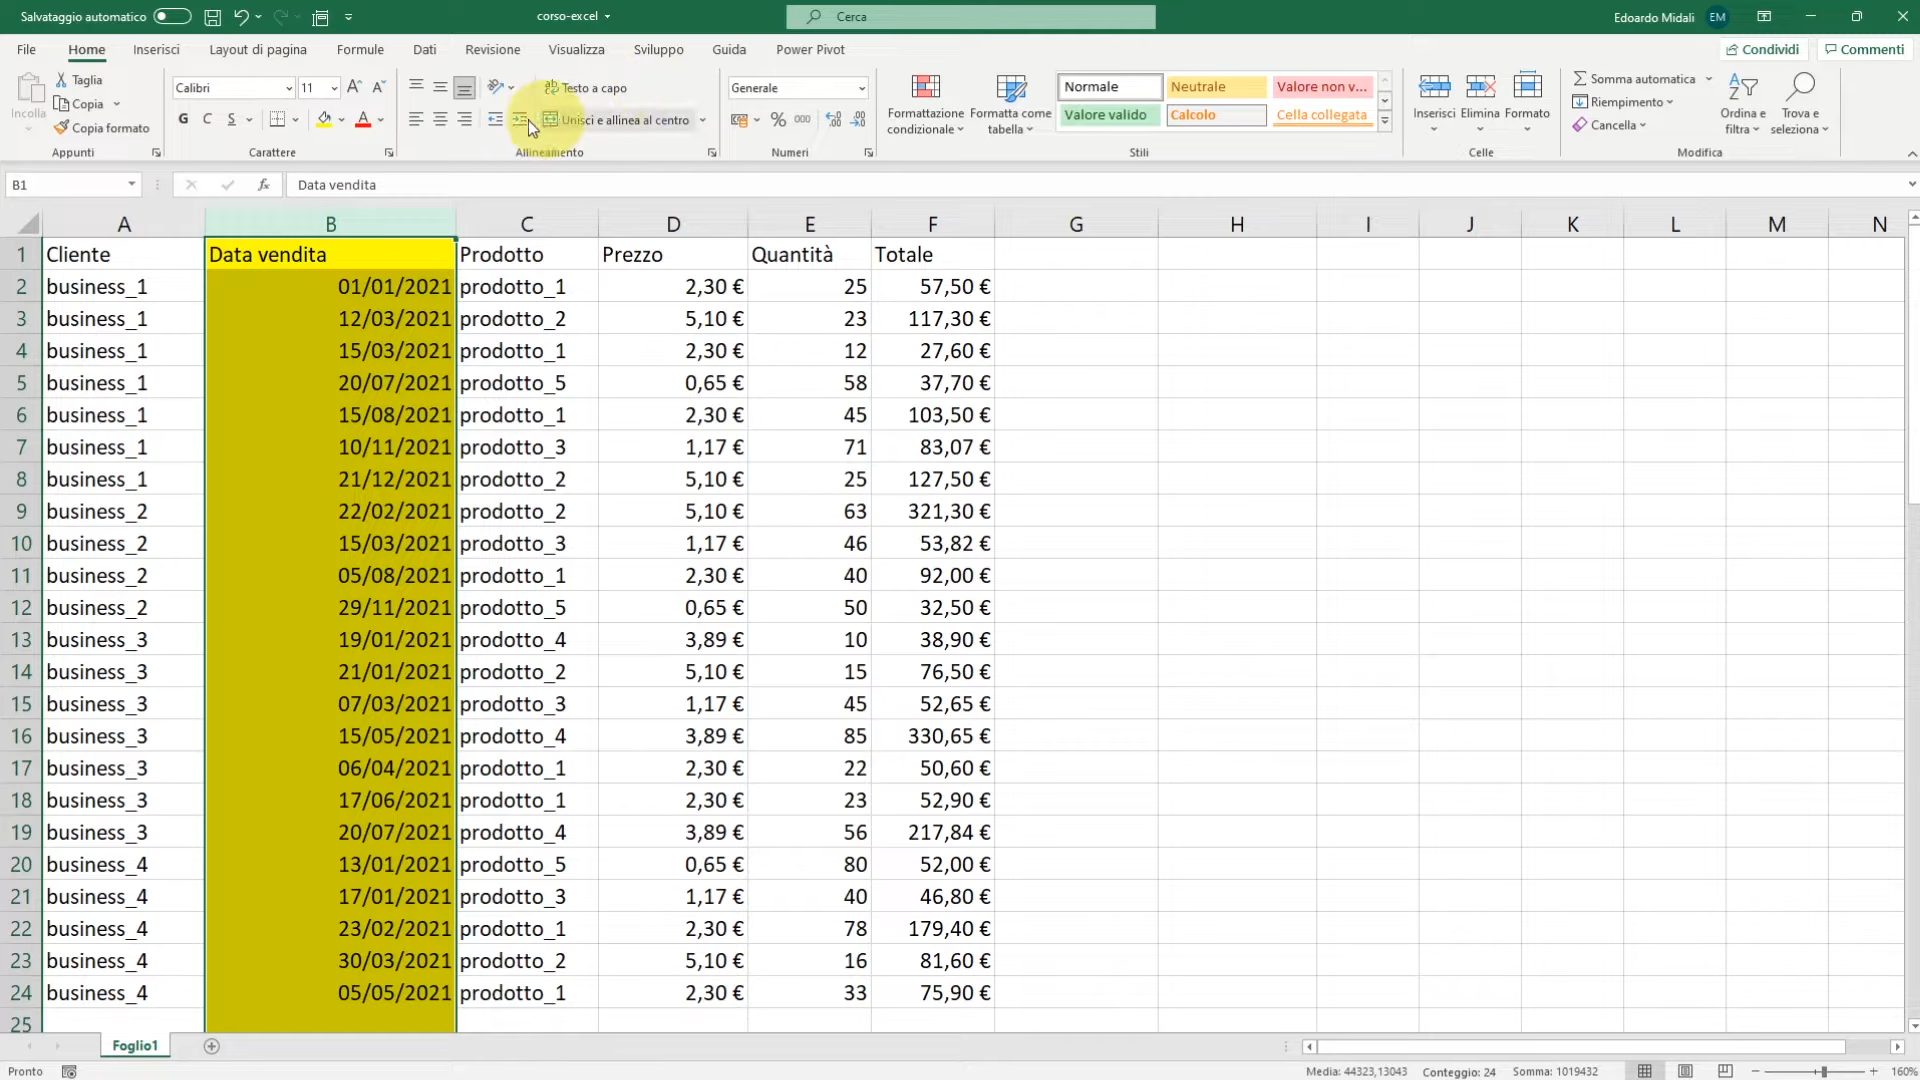 Salvataggio automatico
corso-excel
Cerca
Edoardo Midali EM
File Home Inserisci Layout di pagina Formule Dati Revisione Visualizza Sviluppo Guida Power Pivot Condividi Commenti
Incolla
Taglia
Copia
Copia formato
Appunti
Calibri 11
G C S
Carattere
Testo a capo
Unisci e allinea al centro
Allineamento
Generale
% 000
Numeri
Formattazione condizionale
Formatta come tabella
Normale Neutrale Valore non v...
Valore valido Calcolo Cella collegata
Stili
Inserisci Elimina Formato
Celle
Somma automatica
Riempimento
Cancella
Ordina e filtra
Trova e seleziona
Modifica
B1 fx Data vendita
A B C D E F G H I J K L M N
1 Cliente Data vendita Prodotto Prezzo Quantità Totale
2 business_1 01/01/2021 prodotto_1 2,30 € 25 57,50 €
3 business_1 12/03/2021 prodotto_2 5,10 € 23 117,30 €
4 business_1 15/03/2021 prodotto_1 2,30 € 12 27,60 €
5 business_1 20/07/2021 prodotto_5 0,65 € 58 37,70 €
6 business_1 15/08/2021 prodotto_1 2,30 € 45 103,50 €
7 business_1 10/11/2021 prodotto_3 1,17 € 71 83,07 €
8 business_1 21/12/2021 prodotto_2 5,10 € 25 127,50 €
9 business_2 22/02/2021 prodotto_2 5,10 € 63 321,30 €
10 business_2 15/03/2021 prodotto_3 1,17 € 46 53,82 €
11 business_2 05/08/2021 prodotto_1 2,30 € 40 92,00 €
12 business_2 29/11/2021 prodotto_5 0,65 € 50 32,50 €
13 business_3 19/01/2021 prodotto_4 3,89 € 10 38,90 €
14 business_3 21/01/2021 prodotto_2 5,10 € 15 76,50 €
15 business_3 07/03/2021 prodotto_3 1,17 € 45 52,65 €
16 business_3 15/05/2021 prodotto_4 3,89 € 85 330,65 €
17 business_3 06/04/2021 prodotto_1 2,30 € 22 50,60 €
18 business_3 17/06/2021 prodotto_1 2,30 € 23 52,90 €
19 business_3 20/07/2021 prodotto_4 3,89 € 56 217,84 €
20 business_4 13/01/2021 prodotto_5 0,65 € 80 52,00 €
21 business_4 17/01/2021 prodotto_3 1,17 € 40 46,80 €
22 business_4 23/02/2021 prodotto_1 2,30 € 78 179,40 €
23 business_4 30/03/2021 prodotto_2 5,10 € 16 81,60 €
24 business_4 05/05/2021 prodotto_1 2,30 € 33 75,90 €
25
Foglio1
Pronto Media: 44323,13043 Conteggio: 24 Somma: 1019432 160%